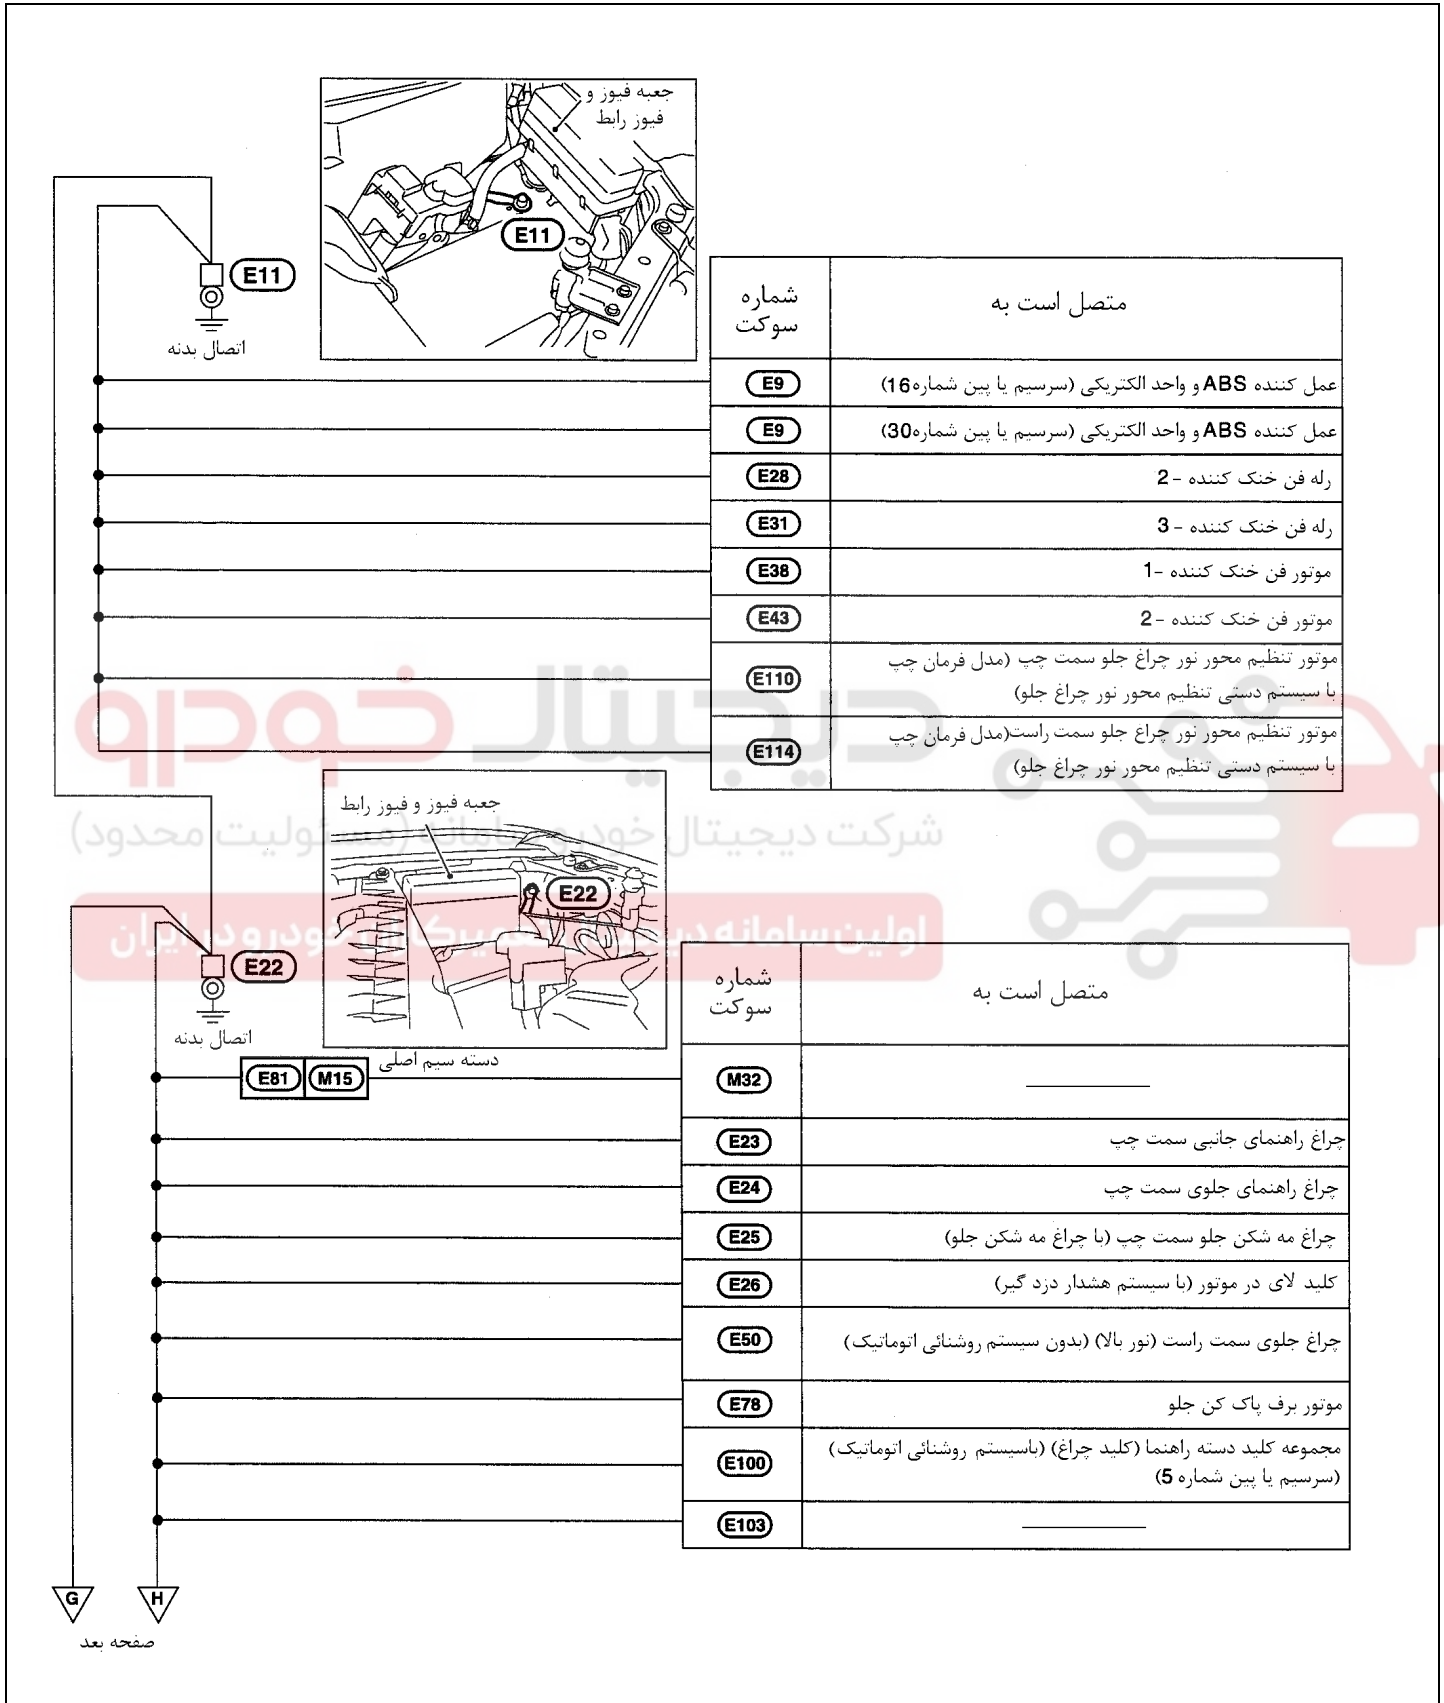 جعبه فیوز و
فیوز رابط
E11
E11
اتصال بدنه
شماره سوکت
متصل است به
E9
عمل کننده ABS و واحد الکتریکی (سرسیم یا پین شماره16)
E9
عمل کننده ABS و واحد الکتریکی (سرسیم یا پین شماره30)
E28
رله فن خنک کننده - 2
E31
رله فن خنک کننده - 3
E38
موتور فن خنک کننده -1
E43
موتور فن خنک کننده -2
E110
موتور تنظیم محور نور چراغ جلو سمت چپ (مدل فرمان چپ
با سیستم دستی تنظیم محور نور چراغ جلو)
E114
موتور تنظیم محور نور چراغ جلو سمت راست(مدل فرمان چپ
با سیستم دستی تنظیم محور نور چراغ جلو)
دیجیتال خودرو
شرکت دیجیتال خودرو سامانه (مسئولیت محدود)
اولین سامانه دیجیتال تعمیرکاران خودرو در ایران
جعبه فیوز و فیوز رابط
E22
E22
اتصال بدنه
شماره سوکت
متصل است به
E81 M15
دسته سیم اصلی
M32
E23
چراغ راهنمای جانبی سمت چپ
E24
چراغ راهنمای جلوی سمت چپ
E25
چراغ مه شکن جلو سمت چپ (با چراغ مه شکن جلو)
E26
کلید لای در موتور (با سیستم هشدار دزد گیر)
E50
چراغ جلوی سمت راست (نور بالا) (بدون سیستم روشنائی اتوماتیک)
E78
موتور برف پاک کن جلو
E100
مجموعه کلید دسته راهنما (کلید چراغ) (باسیستم روشنائی اتوماتیک)
(سرسیم یا پین شماره 5)
E103
G
H
صفحه بعد